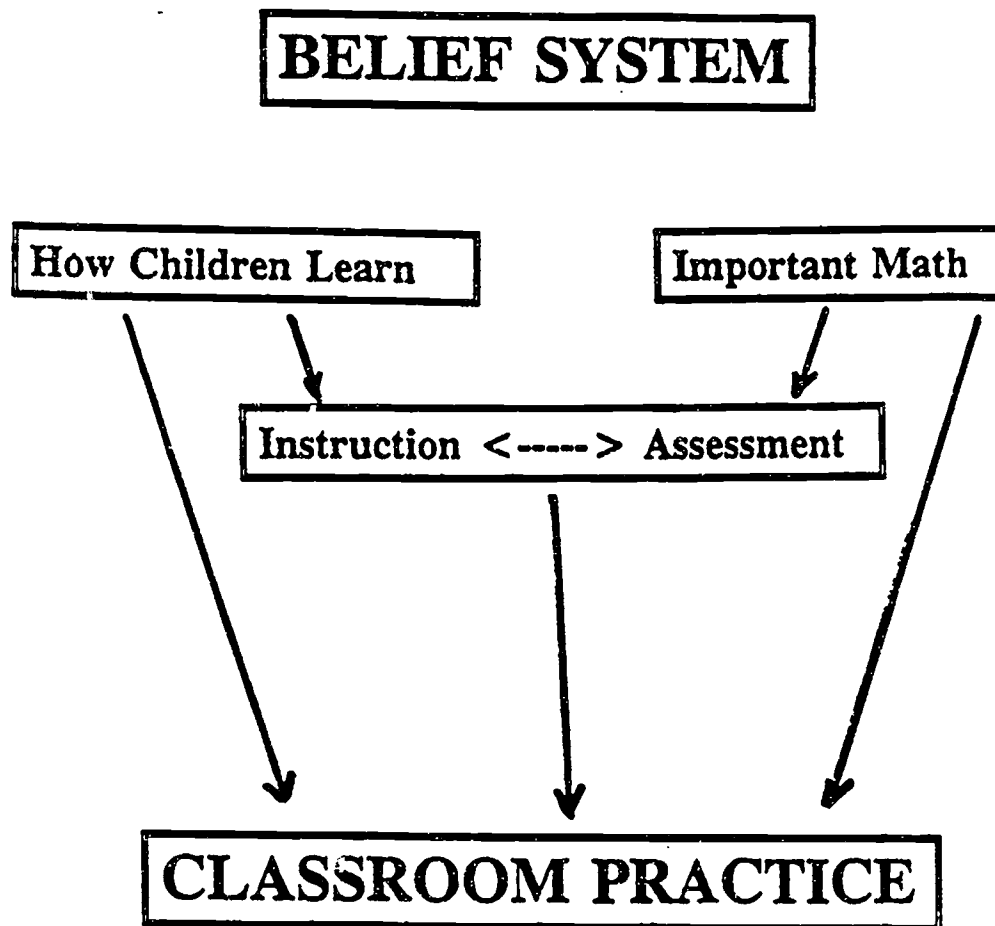 BELIEF SYSTEM
How Children Learn
Important Math
Instruction <-----> Assessment
CLASSROOM PRACTICE